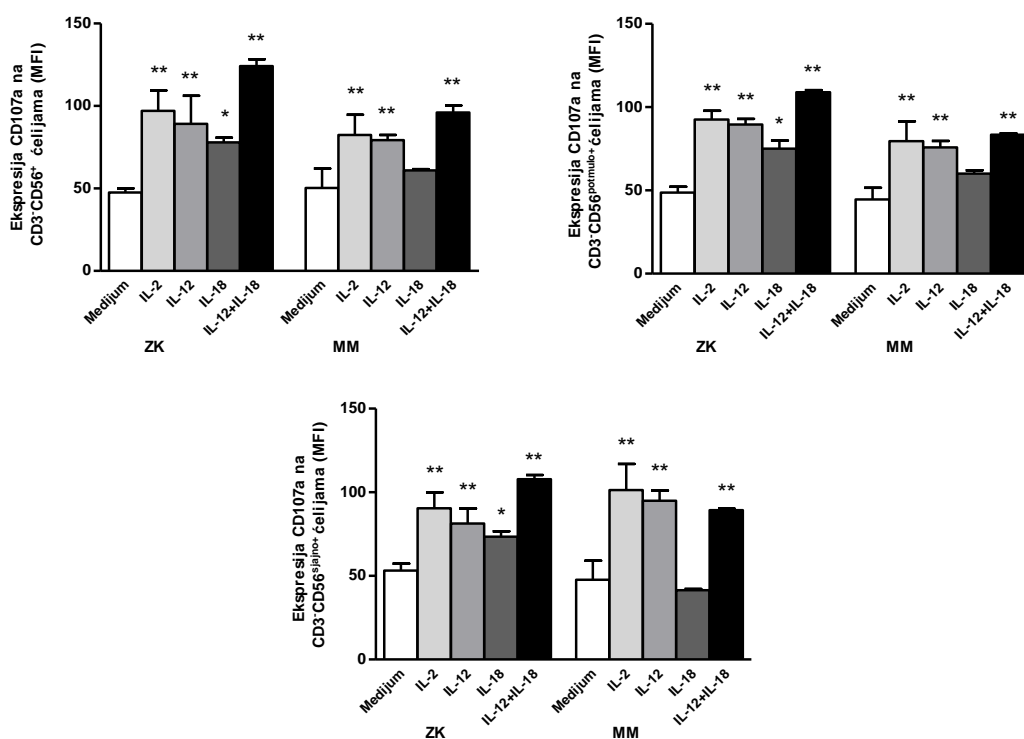 Ekspresija CD107a na
CD3-CD56+ ćelijama (MFI)
150
100
50
0
** ** * ** ** ** **
Medijum IL-2 IL-12 IL-18 IL-12+IL-18 Medijum IL-2 IL-12 IL-18 IL-12+IL-18
ZK MM
Ekspresija CD107a na
CD3-CD56potmulo+ ćelijama (MFI)
150
100
50
0
** ** * ** ** ** **
Medijum IL-2 IL-12 IL-18 IL-12+IL-18 Medijum IL-2 IL-12 IL-18 IL-12+IL-18
ZK MM
Ekspresija CD107a na
CD3-CD56sjajno+ ćelijama (MFI)
150
100
50
0
** ** * ** ** ** **
Medijum IL-2 IL-12 IL-18 IL-12+IL-18 Medijum IL-2 IL-12 IL-18 IL-12+IL-18
ZK MM